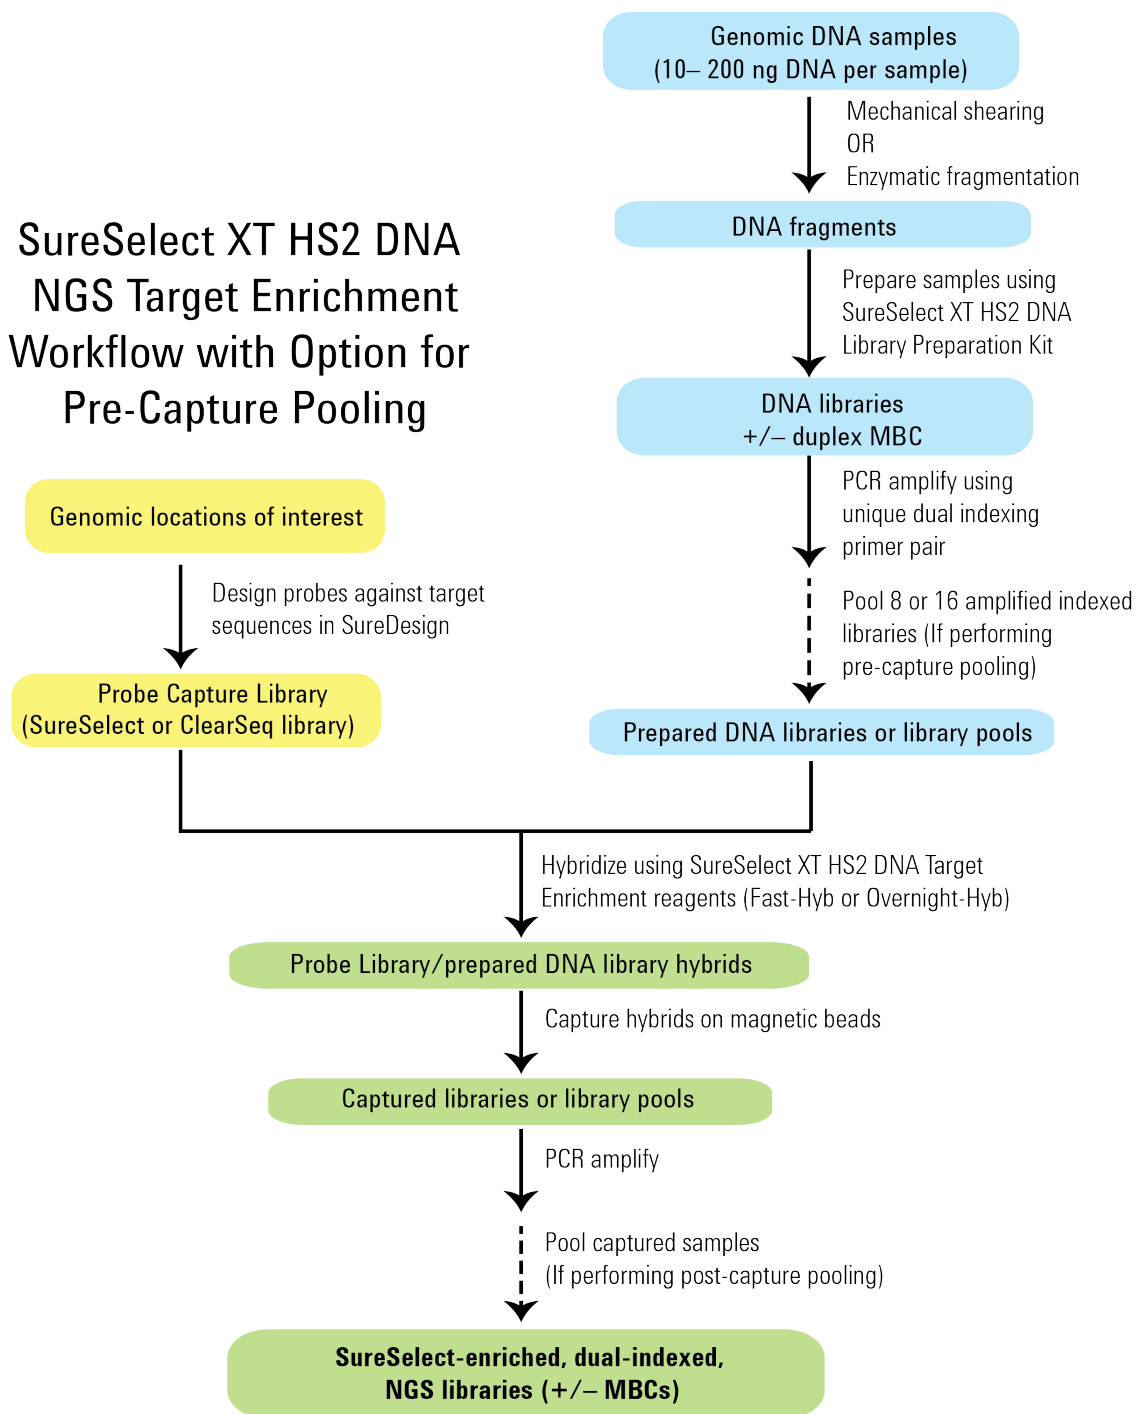 Genomic DNA samples
(10– 200 ng DNA per sample)
Mechanical shearing
OR
Enzymatic fragmentation
DNA fragments
SureSelect XT HS2 DNA
NGS Target Enrichment
Workflow with Option for
Pre-Capture Pooling
Prepare samples using
SureSelect XT HS2 DNA
Library Preparation Kit
DNA libraries
+/– duplex MBC
PCR amplify using
unique dual indexing
primer pair
Genomic locations of interest
Design probes against target
sequences in SureDesign
Pool 8 or 16 amplified indexed
libraries (If performing
pre-capture pooling)
Probe Capture Library
(SureSelect or ClearSeq library)
Prepared DNA libraries or library pools
Hybridize using SureSelect XT HS2 DNA Target
Enrichment reagents (Fast-Hyb or Overnight-Hyb)
Probe Library/prepared DNA library hybrids
Capture hybrids on magnetic beads
Captured libraries or library pools
PCR amplify
Pool captured samples
(If performing post-capture pooling)
SureSelect-enriched, dual-indexed,
NGS libraries (+/– MBCs)